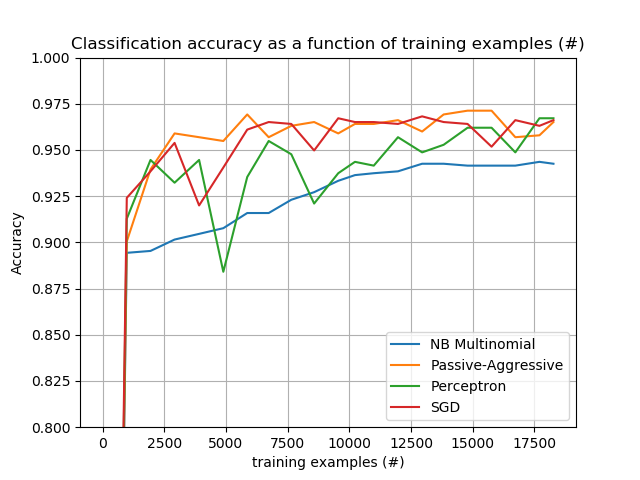 Classification accuracy as a function of training examples (#)
1.000
0.975
0.950
0.925
0.900
0.875
0.850
0.825
0.800
Accuracy
NB Multinomial
Passive-Aggressive
Perceptron
SGD
0 2500 5000 7500 10000 12500 15000 17500
training examples (#)